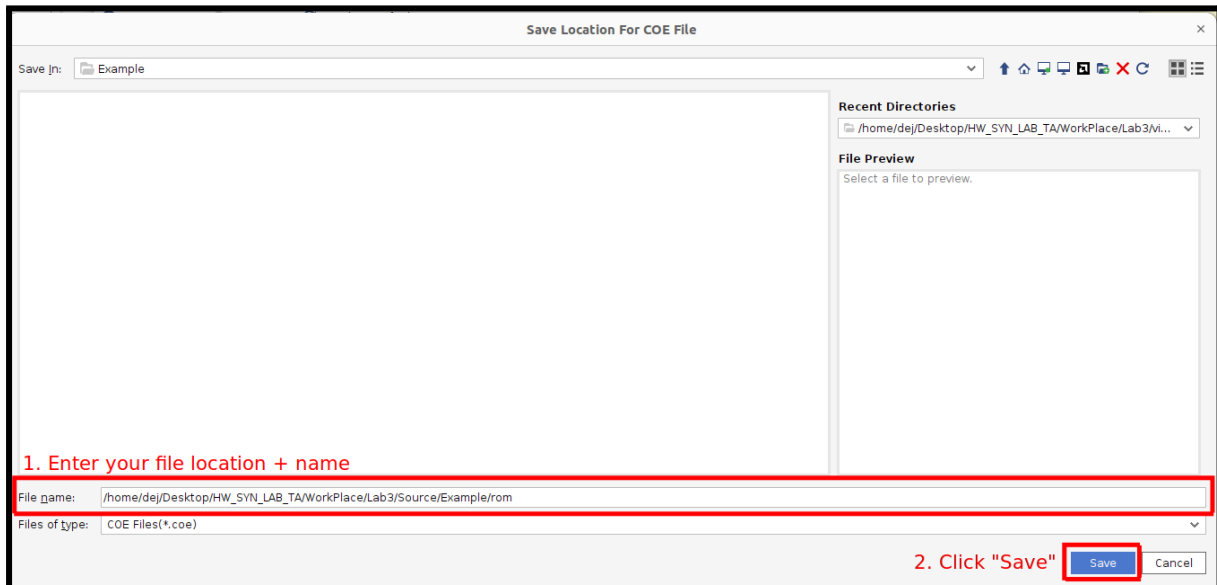 Save Location For COE File
Save In: Example
Recent Directories
/home/dej/Desktop/HW_SYN_LAB_TA/WorkPlace/Lab3/vi...
File Preview
Select a file to preview.
1. Enter your file location + name
File name: /home/dej/Desktop/HW_SYN_LAB_TA/WorkPlace/Lab3/Source/Example/rom
Files of type: COE Files(*.coe)
2. Click "Save" Save Cancel